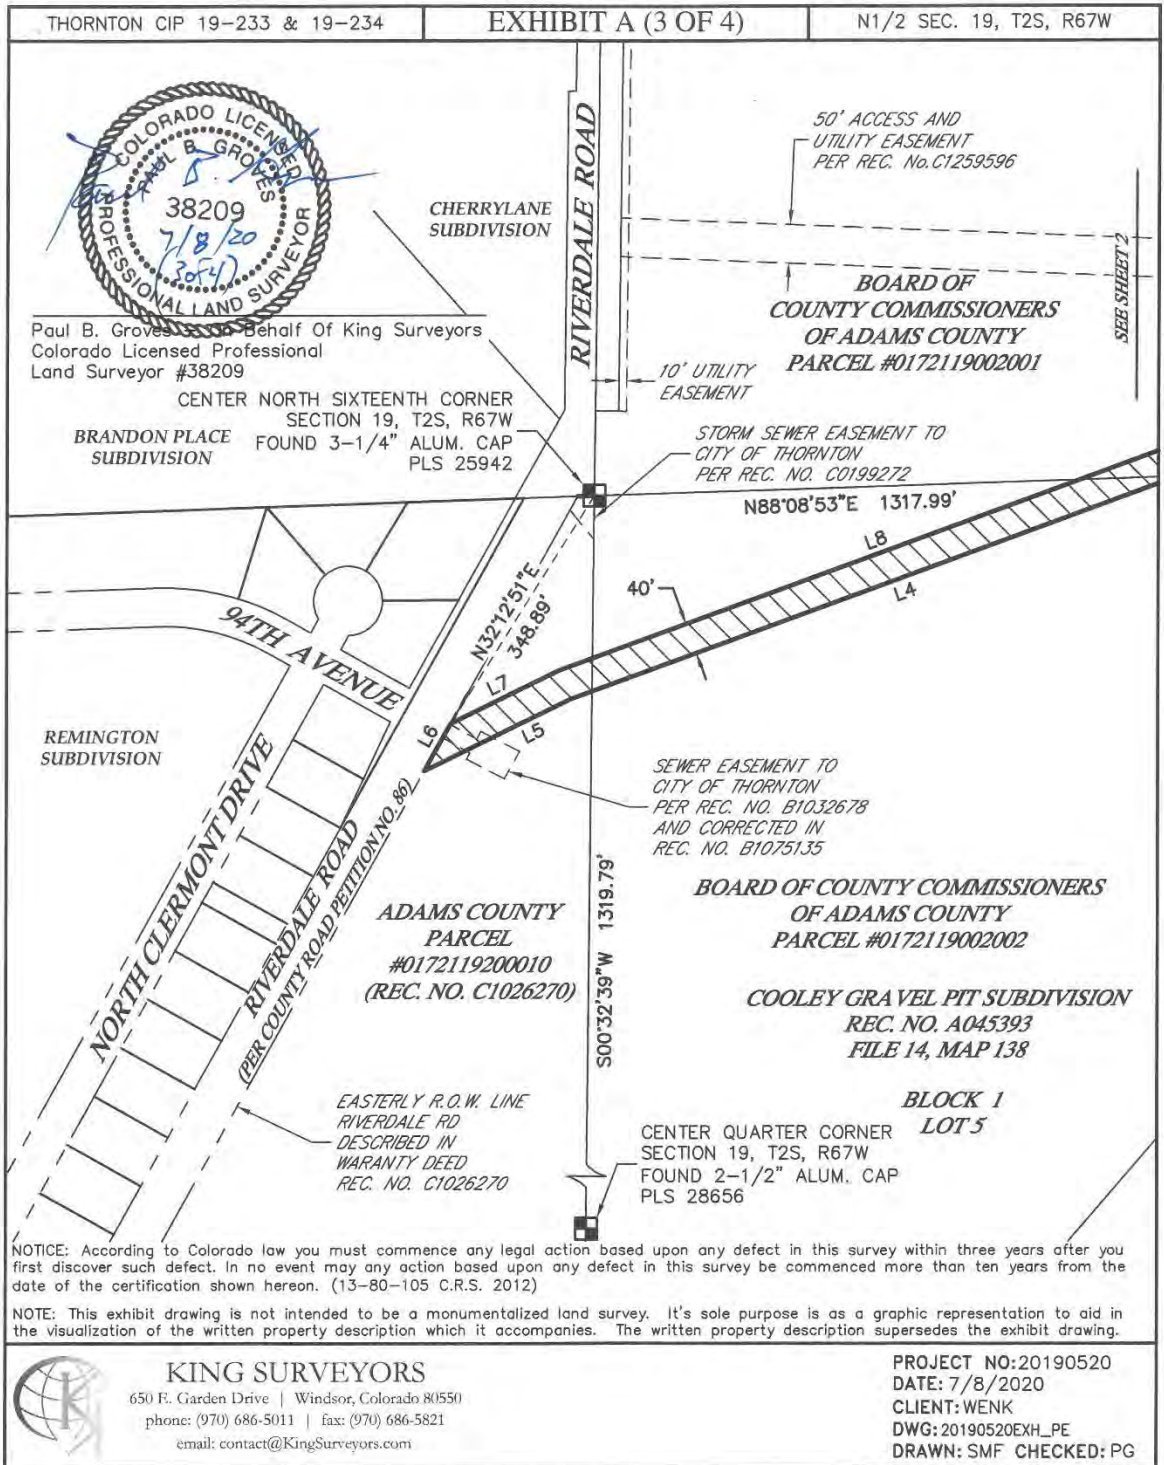 THORNTON CIP 19-233 & 19-234
EXHIBIT A (3 OF 4)
N1/2 SEC. 19, T2S, R67W
COLORADO LICENSED
PAUL B. GROVES
38209
7/8/20
(3of4)
PROFESSIONAL LAND SURVEYOR
Paul B. Groves - On Behalf Of King Surveyors
Colorado Licensed Professional
Land Surveyor #38209
CHERRYLANE
SUBDIVISION
RIVERDALE ROAD
50' ACCESS AND
UTILITY EASEMENT
PER REC. No. C1259596
SEE SHEET 2
BOARD OF
COUNTY COMMISSIONERS
OF ADAMS COUNTY
PARCEL #0172119002001
10' UTILITY
EASEMENT
CENTER NORTH SIXTEENTH CORNER
SECTION 19, T2S, R67W
FOUND 3-1/4" ALUM. CAP
PLS 25942
BRANDON PLACE
SUBDIVISION
STORM SEWER EASEMENT TO
CITY OF THORNTON
PER REC. NO. C0199272
N88°08'53"E 1317.99'
L8
L4
40'
N32°12'51"E
348.89'
94TH AVENUE
L7
L5
L6
REMINGTON
SUBDIVISION
NORTH CLERMONT DRIVE
RIVERDALE ROAD
(PER COUNTY ROAD PETITION NO. 86)
SEWER EASEMENT TO
CITY OF THORNTON
PER REC. NO. B1032678
AND CORRECTED IN
REC. NO. B1075135
ADAMS COUNTY
PARCEL
#0172119200010
(REC. NO. C1026270)
S00°32'39"W 1319.79'
BOARD OF COUNTY COMMISSIONERS
OF ADAMS COUNTY
PARCEL #0172119002002
COOLEY GRAVEL PIT SUBDIVISION
REC. NO. A045393
FILE 14, MAP 138
BLOCK 1
LOT 5
EASTERLY R.O.W. LINE
RIVERDALE RD
DESCRIBED IN
WARANTY DEED
REC. NO. C1026270
CENTER QUARTER CORNER
SECTION 19, T2S, R67W
FOUND 2-1/2" ALUM. CAP
PLS 28656
NOTICE: According to Colorado law you must commence any legal action based upon any defect in this survey within three years after you
first discover such defect. In no event may any action based upon any defect in this survey be commenced more than ten years from the
date of the certification shown hereon. (13-80-105 C.R.S. 2012)
NOTE: This exhibit drawing is not intended to be a monumentalized land survey. It's sole purpose is as a graphic representation to aid in
the visualization of the written property description which it accompanies. The written property description supersedes the exhibit drawing.
KING SURVEYORS
650 E. Garden Drive | Windsor, Colorado 80550
phone: (970) 686-5011 | fax: (970) 686-5821
email: contact@KingSurveyors.com
PROJECT NO:20190520
DATE: 7/8/2020
CLIENT: WENK
DWG: 20190520EXH_PE
DRAWN: SMF CHECKED: PG